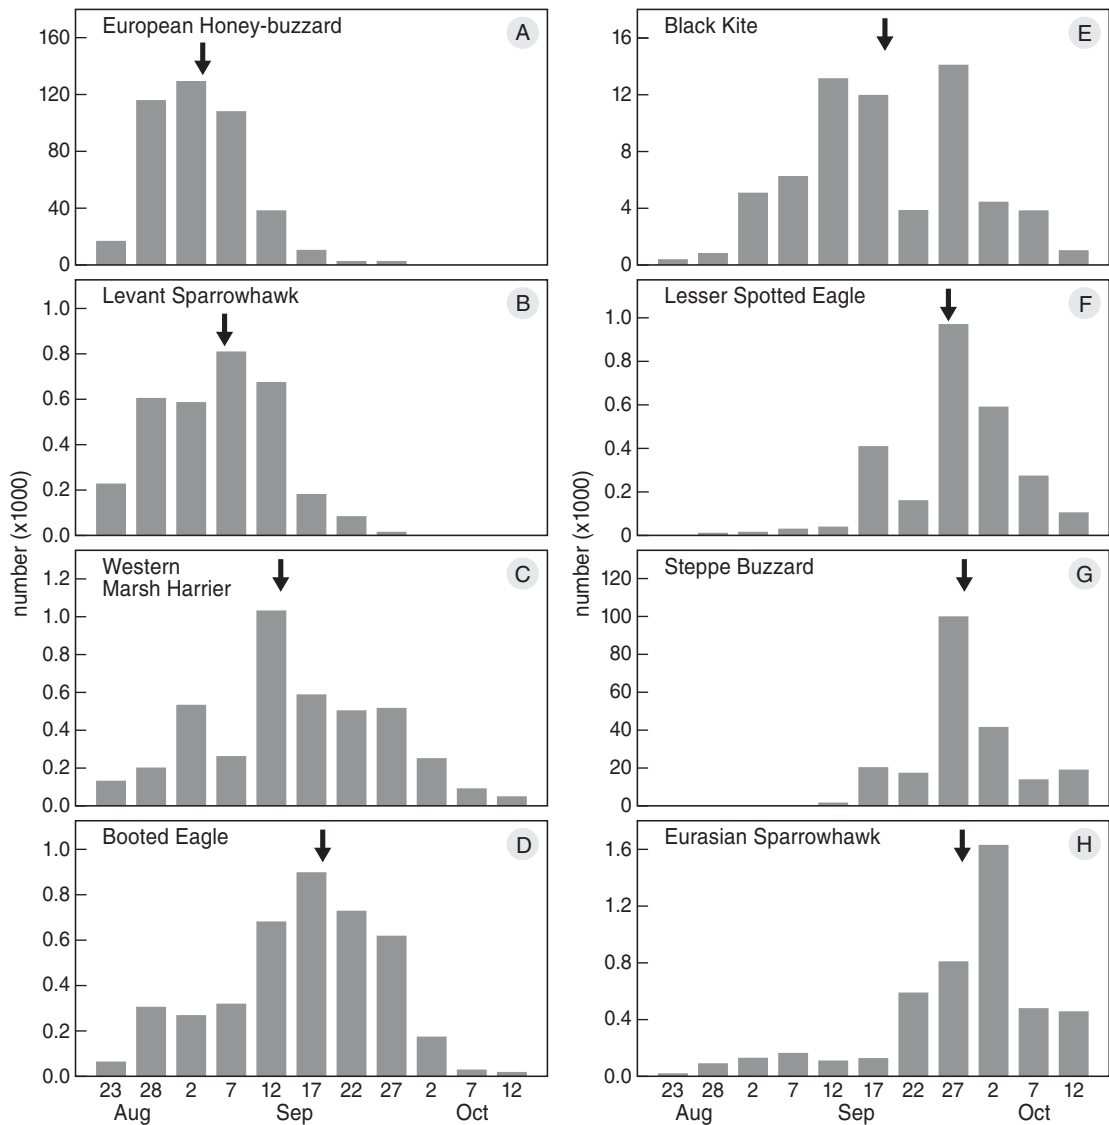 European Honey-buzzard
A
160
120
80
40
0
Levant Sparrowhawk
B
1.0
0.8
0.6
0.4
0.2
0.0
Western
Marsh Harrier
C
1.2
1.0
0.8
0.6
0.4
0.2
0.0
Booted Eagle
D
1.0
0.8
0.6
0.4
0.2
0.0
number (x1000)
23 28 2 7 12 17 22 27 2 7 12
Aug Sep Oct
Black Kite
E
16
12
8
4
0
Lesser Spotted Eagle
F
1.0
0.8
0.6
0.4
0.2
0.0
Steppe Buzzard
G
120
100
80
60
40
20
0
Eurasian Sparrowhawk
H
1.6
1.2
0.8
0.4
0.0
number (x1000)
23 28 2 7 12 17 22 27 2 7 12
Aug Sep Oct